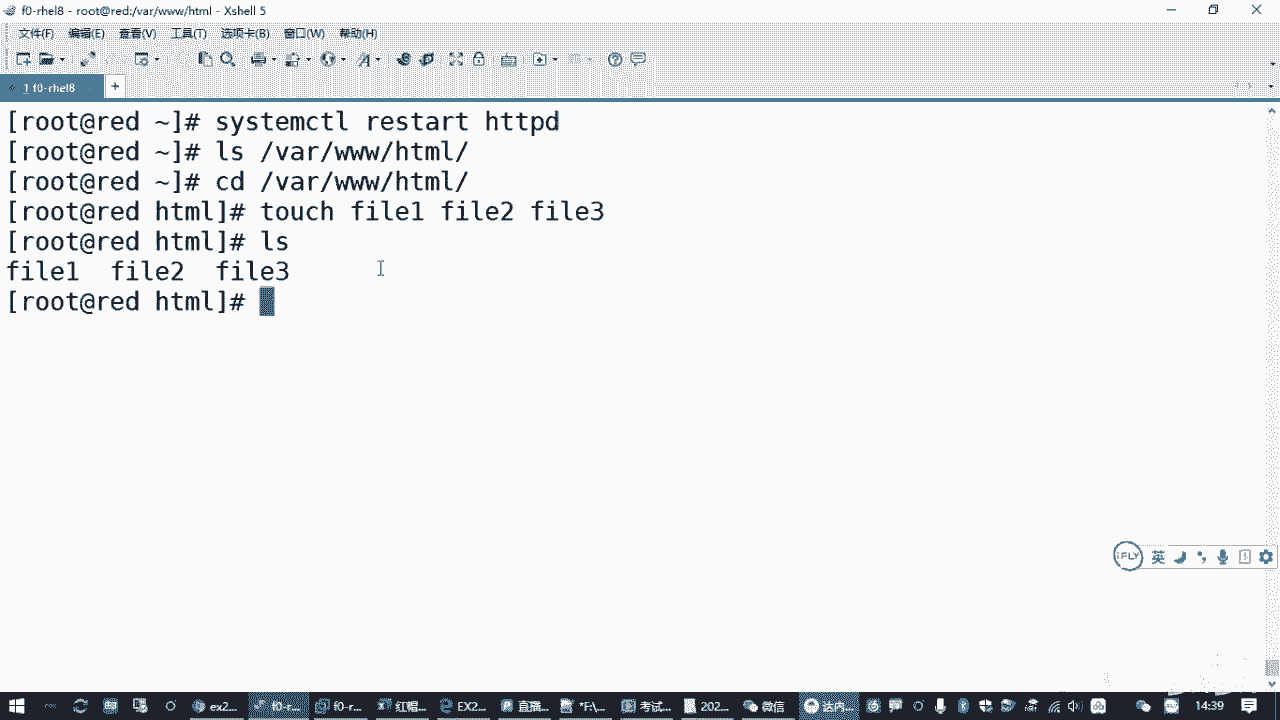 f0-rhel8 - root@red:/var/www/html - Xshell 5
文件(F) 编辑(E) 查看(V) 工具(T) 选项卡(B) 窗口(W) 帮助(H)
1 f0-rhel8 +
[root@red ~]# systemctl restart httpd
[root@red ~]# ls /var/www/html/
[root@red ~]# cd /var/www/html/
[root@red html]# touch file1 file2 file3
[root@red html]# ls
file1 file2 file3
[root@red html]#
iFLY 英
ex2... f0-r... f0-r... 红帽... EX2... 直播... *F:\... 考试... 202... 微信 达内... 14:39